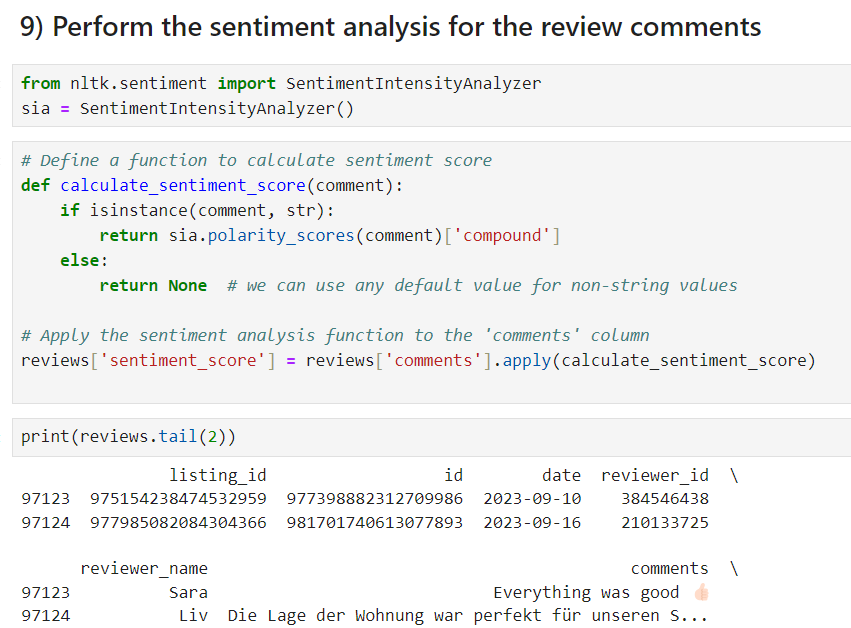 9) Perform the sentiment analysis for the review comments
from nltk.sentiment import SentimentIntensityAnalyzer
sia = SentimentIntensityAnalyzer()
# Define a function to calculate sentiment score
def calculate_sentiment_score(comment):
    if isinstance(comment, str):
        return sia.polarity_scores(comment)['compound']
    else:
        return None  # we can use any default value for non-string values
# Apply the sentiment analysis function to the 'comments' column
reviews['sentiment_score'] = reviews['comments'].apply(calculate_sentiment_score)
print(reviews.tail(2))
               listing_id                  id        date  reviewer_id  \
97123  975154238474532959  977398882312709986  2023-09-10    384546438
97124  977985082084304366  981701740613077893  2023-09-16    210133725
      reviewer_name                                           comments  \
97123          Sara                             Everything was good 👍🏻
97124           Liv  Die Lage der Wohnung war perfekt für unseren S...